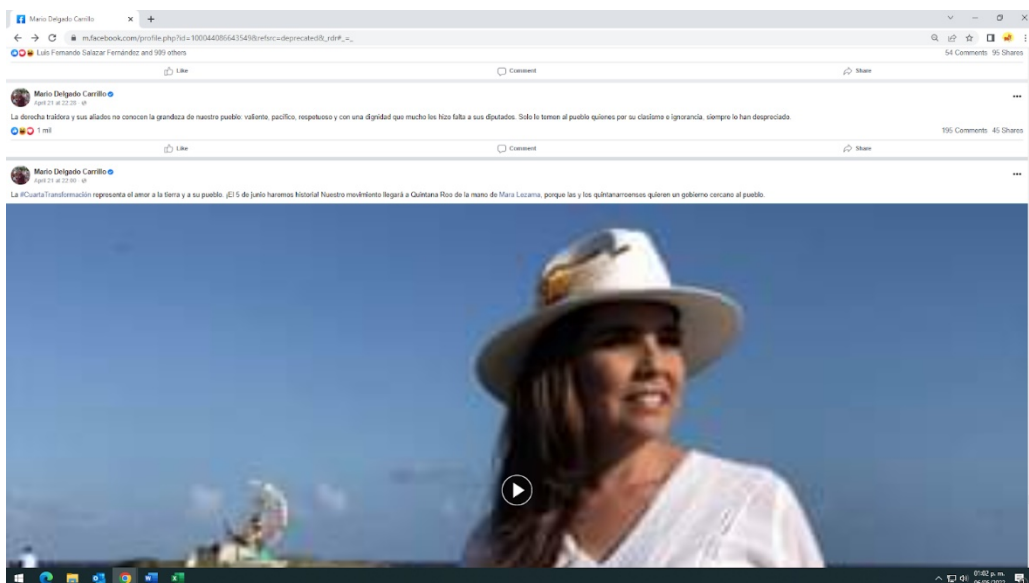 Mario Delgado Carrillo
m.facebook.com/profile.php?id=100044086643549&refsrc=deprecated&_rdr#_=_
Luis Fernando Salazar Fernández and 989 others 54 Comments 95 Shares
Like Comment Share
Mario Delgado Carrillo
April 21 at 22:28
La derecha traidora y sus aliados no conocen la grandeza de nuestro pueblo: valiente, pacífico, respetuoso y con una dignidad que mucho les hizo falta a sus diputados. Solo le temen al pueblo quienes por su clasismo e ignorancia, siempre lo han despreciado.
1 mil 195 Comments 45 Shares
Like Comment Share
Mario Delgado Carrillo
April 21 at 22:00
La #CuartaTransformación representa el amor a la tierra y a su pueblo. ¡El 5 de junio haremos historia! Nuestro movimiento llegará a Quintana Roo de la mano de Mara Lezama, porque las y los quintanarroenses quieren un gobierno cercano al pueblo.
01:02 p. m.